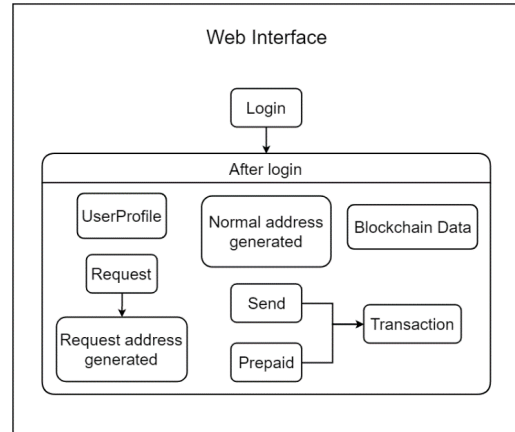 Web Interface
Login
After login
UserProfile
Normal address
generated
Blockchain Data
Request
Request address
generated
Send
Prepaid
Transaction